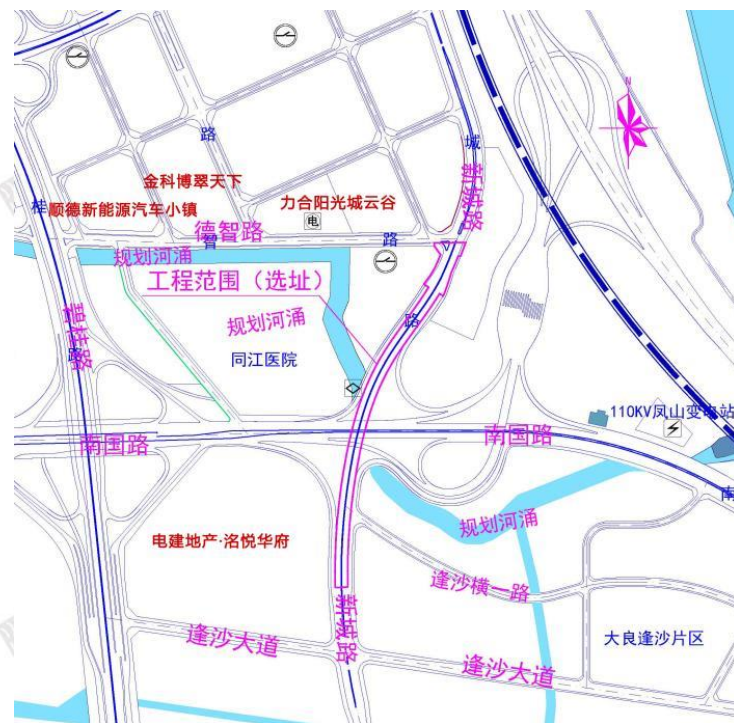 N
路
城
新城路
金科博翠天下
桂
顺德新能源汽车小镇
力合阳光城云谷
电
德智路
智
路
规划河涌
工程范围（选址）
规划河涌
路
碧桂路
路
同江医院
110KV凤山变电站
南国路
南国路
南
规划河涌
电建地产·洺悦华府
逢沙横一路
新城路
逢沙大道
大良逢沙片区
逢沙大道